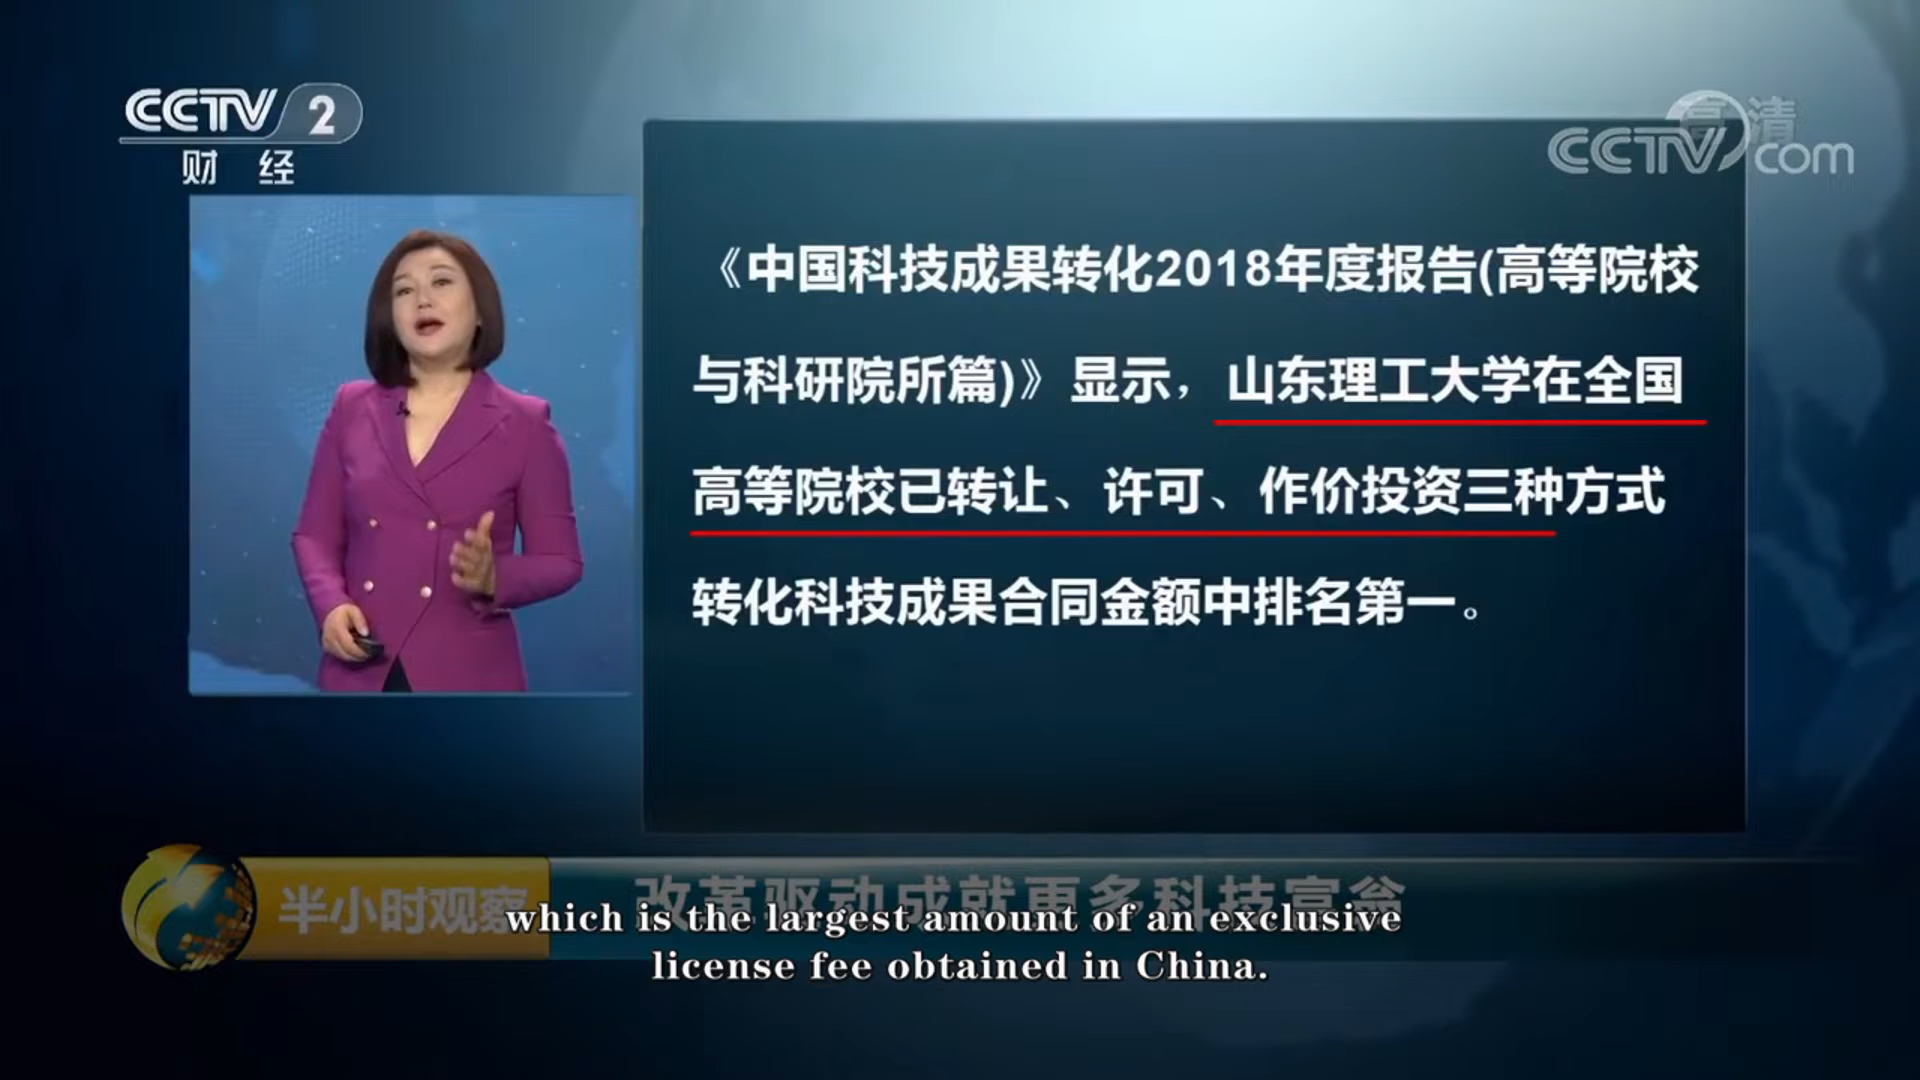 CCTV 2
财 经
高清
CCTV.com
《中国科技成果转化2018年度报告(高等院校
与科研院所篇)》显示，山东理工大学在全国
高等院校已转让、许可、作价投资三种方式
转化科技成果合同金额中排名第一。
半小时观察
改革驱动成就更多科技富翁
which is the largest amount of an exclusive
license fee obtained in China.